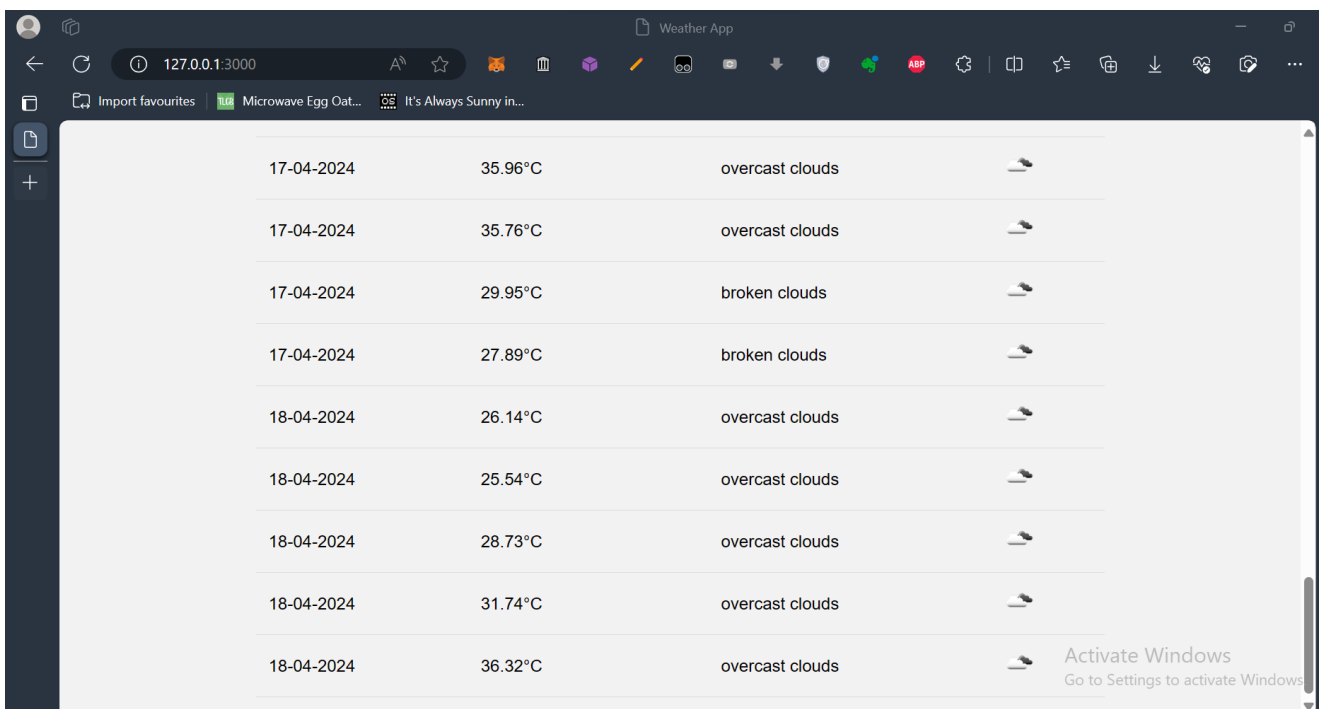 Weather App
127.0.0.1:3000
A
ABP
Import favourites TLGB Microwave Egg Oat... OS It's Always Sunny in...
17-04-2024 35.96°C overcast clouds
17-04-2024 35.76°C overcast clouds
17-04-2024 29.95°C broken clouds
17-04-2024 27.89°C broken clouds
18-04-2024 26.14°C overcast clouds
18-04-2024 25.54°C overcast clouds
18-04-2024 28.73°C overcast clouds
18-04-2024 31.74°C overcast clouds
18-04-2024 36.32°C overcast clouds
Activate Windows
Go to Settings to activate Windows